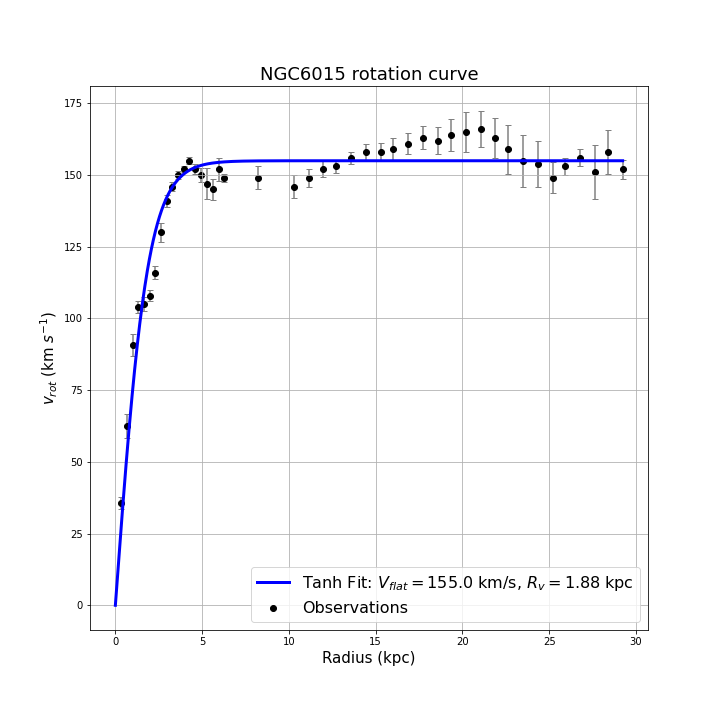 NGC6015 rotation curve
175
150
125
100
75
50
25
0
v_{rot} (km s^{-1})
Tanh Fit: V_{flat} = 155.0 km/s, R_v = 1.88 kpc
Observations
0 5 10 15 20 25 30
Radius (kpc)